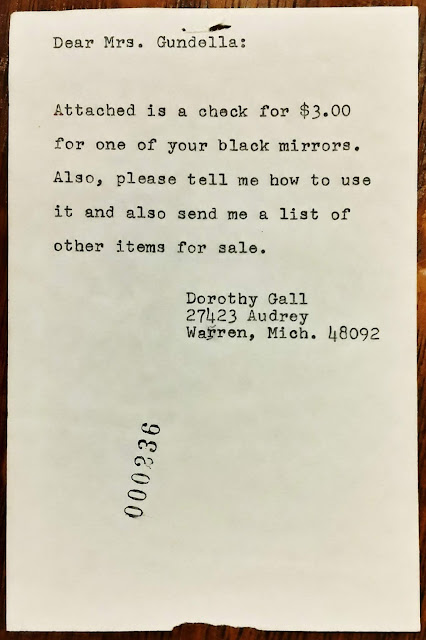 Dear Mrs. Gundella:
Attached is a check for $3.00
for one of your black mirrors.
Also, please tell me how to use
it and also send me a list of
other items for sale.
Dorothy Gall
27423 Audrey
Warren, Mich. 48092
000236